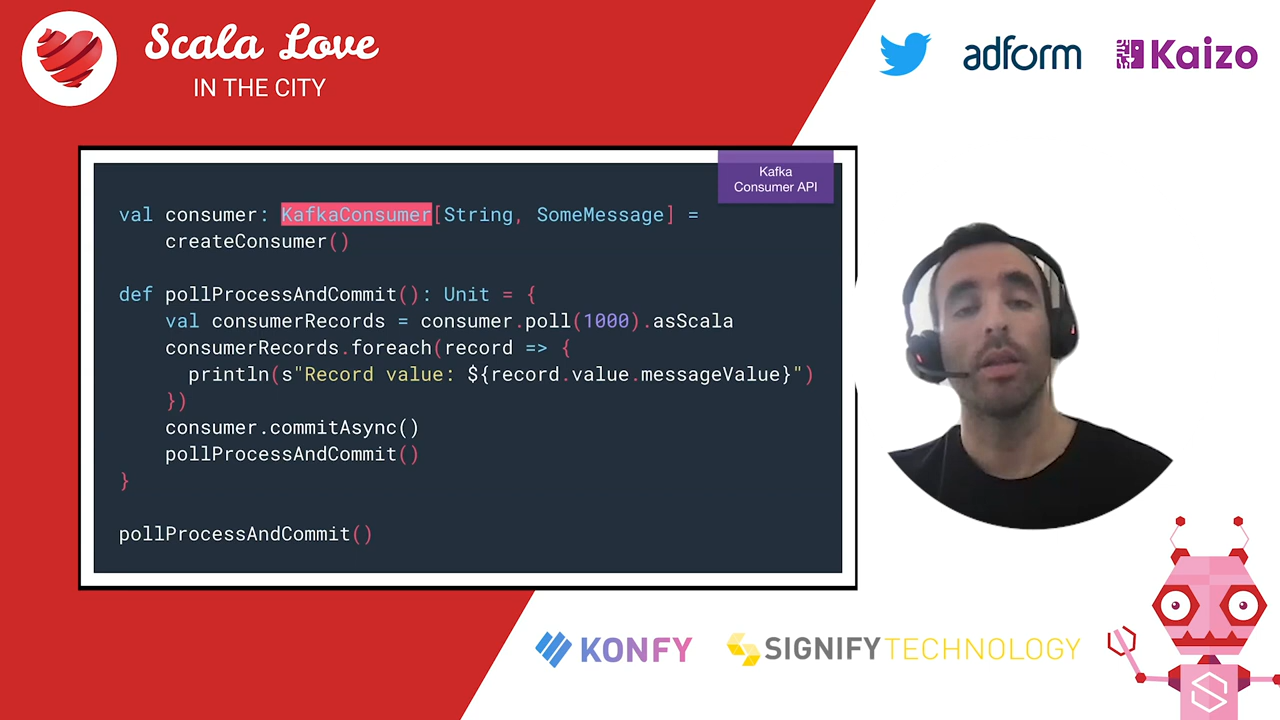 Scala Love
IN THE CITY
adform
Kaizo
Kafka
Consumer API
val consumer: KafkaConsumer[String, SomeMessage] =
    createConsumer()
def pollProcessAndCommit(): Unit = {
    val consumerRecords = consumer.poll(1000).asScala
    consumerRecords.foreach(record => {
      println(s"Record value: ${record.value.messageValue}")
    })
    consumer.commitAsync()
    pollProcessAndCommit()
}
pollProcessAndCommit()
KONFY
SIGNIFYTECHNOLOGY